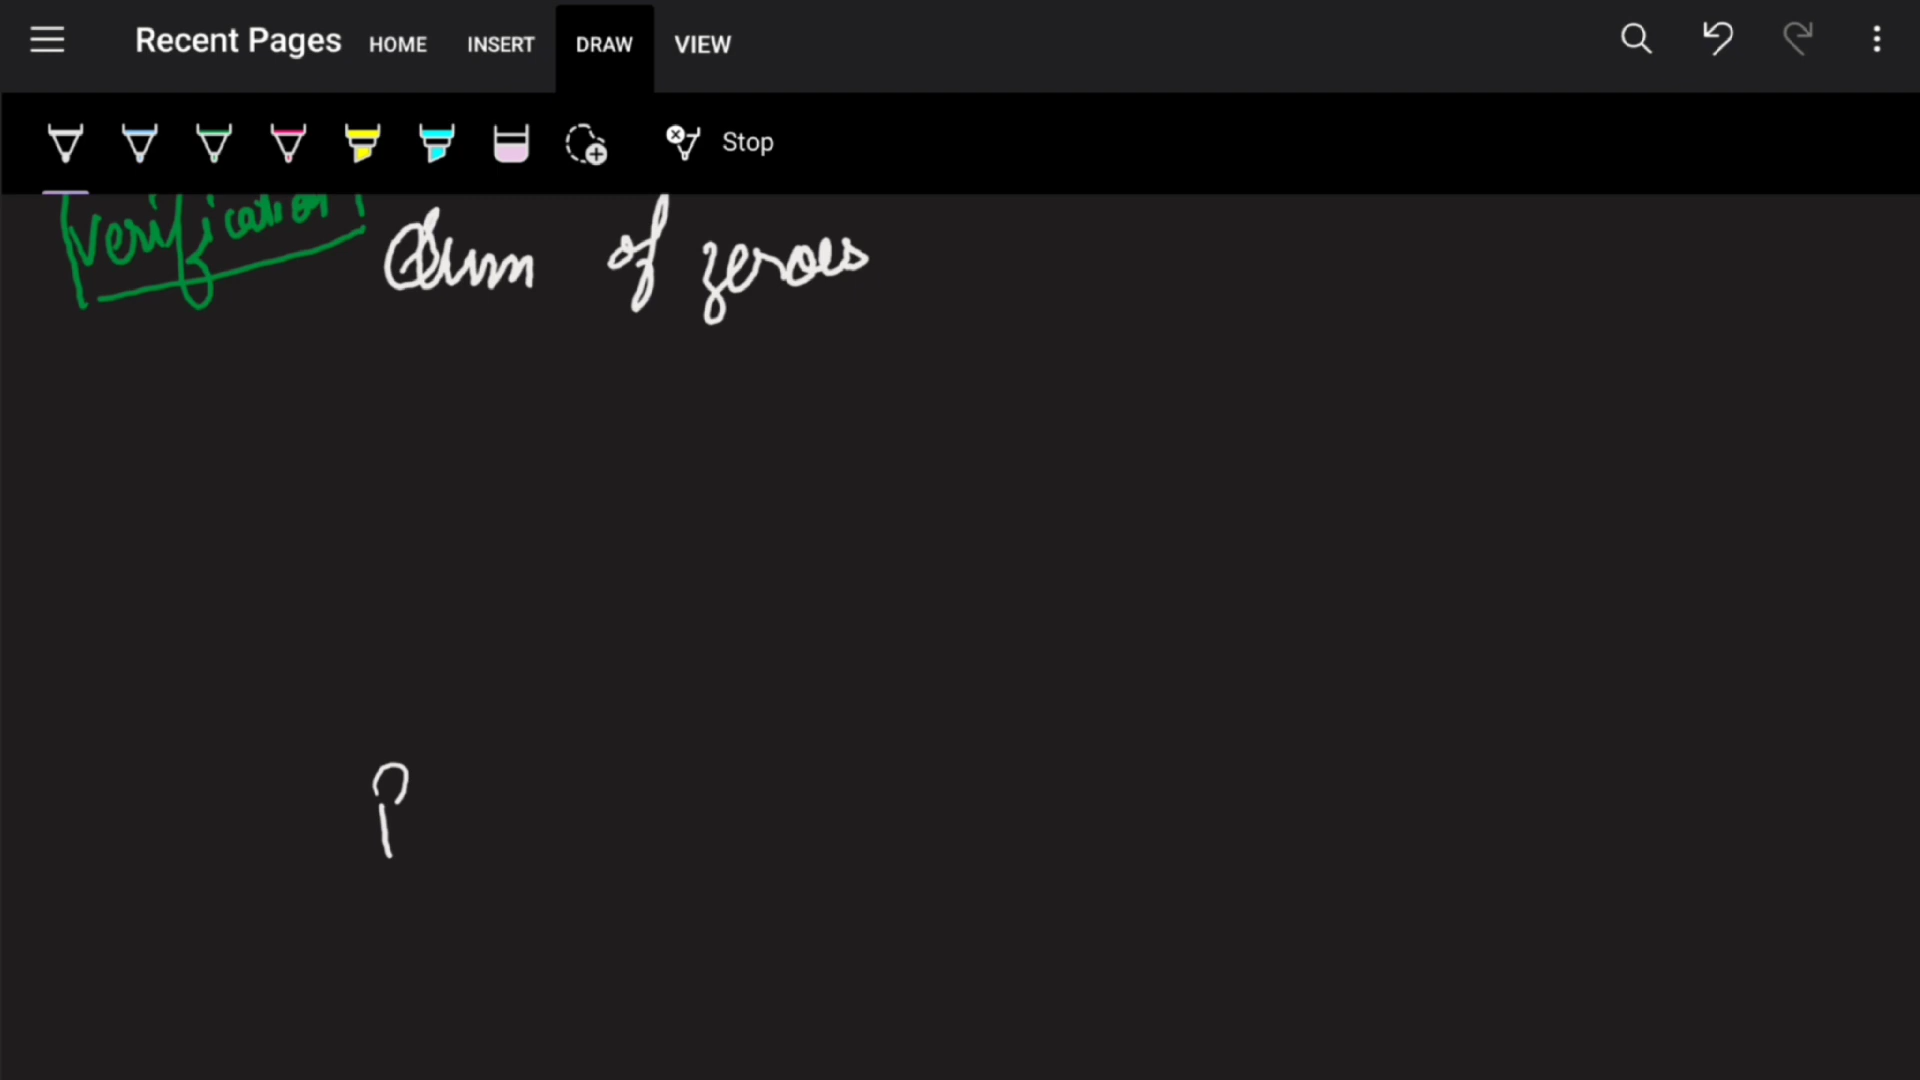 Recent Pages HOME INSERT DRAW VIEW
Stop
Verification
Sum of zeroes
P